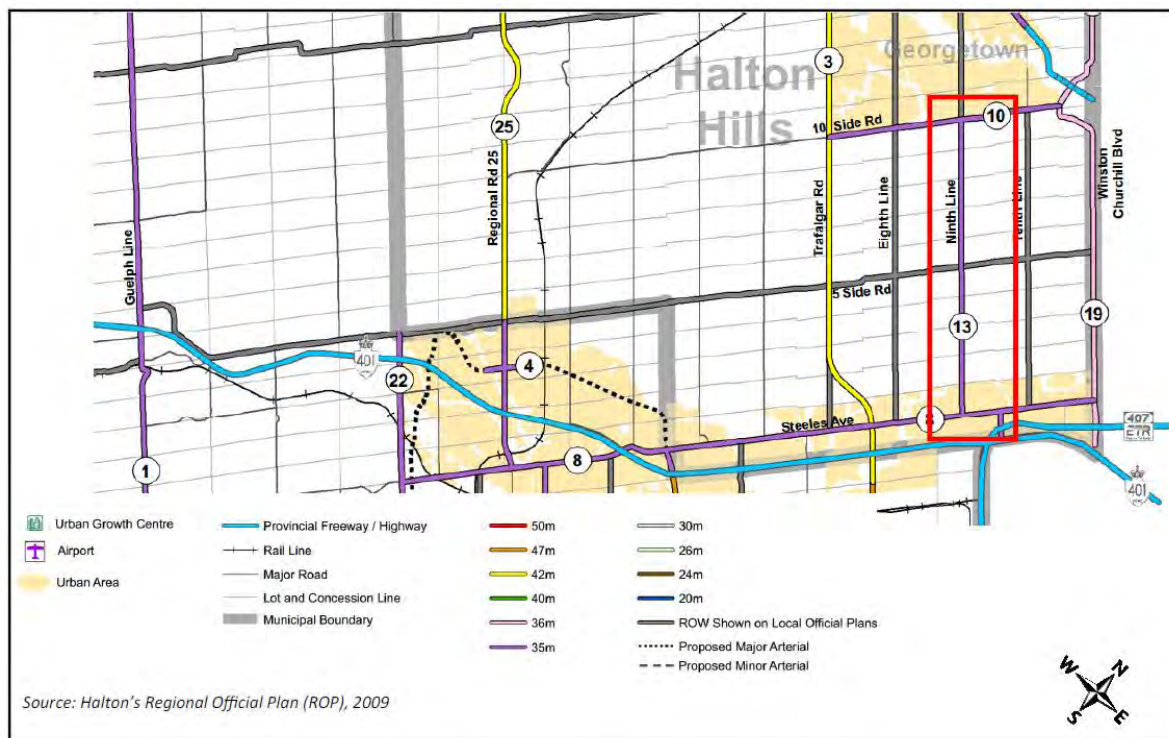 Georgetown
Halton
Hills
3
25
10 Side Rd
10
Regional Rd 25
Trafalgar Rd
Eighth Line
Ninth Line
Tenth Line
Winston
Churchill Blvd
Guelph Line
5 Side Rd
13
19
401
4
22
Steeles Ave
8
407
ETR
8
1
401
Urban Growth Centre
Airport
Urban Area
Provincial Freeway / Highway
Rail Line
Major Road
Lot and Concession Line
Municipal Boundary
50m
47m
42m
40m
36m
35m
30m
26m
24m
20m
ROW Shown on Local Official Plans
Proposed Major Arterial
Proposed Minor Arterial
W N
S E
Source: Halton's Regional Official Plan (ROP), 2009